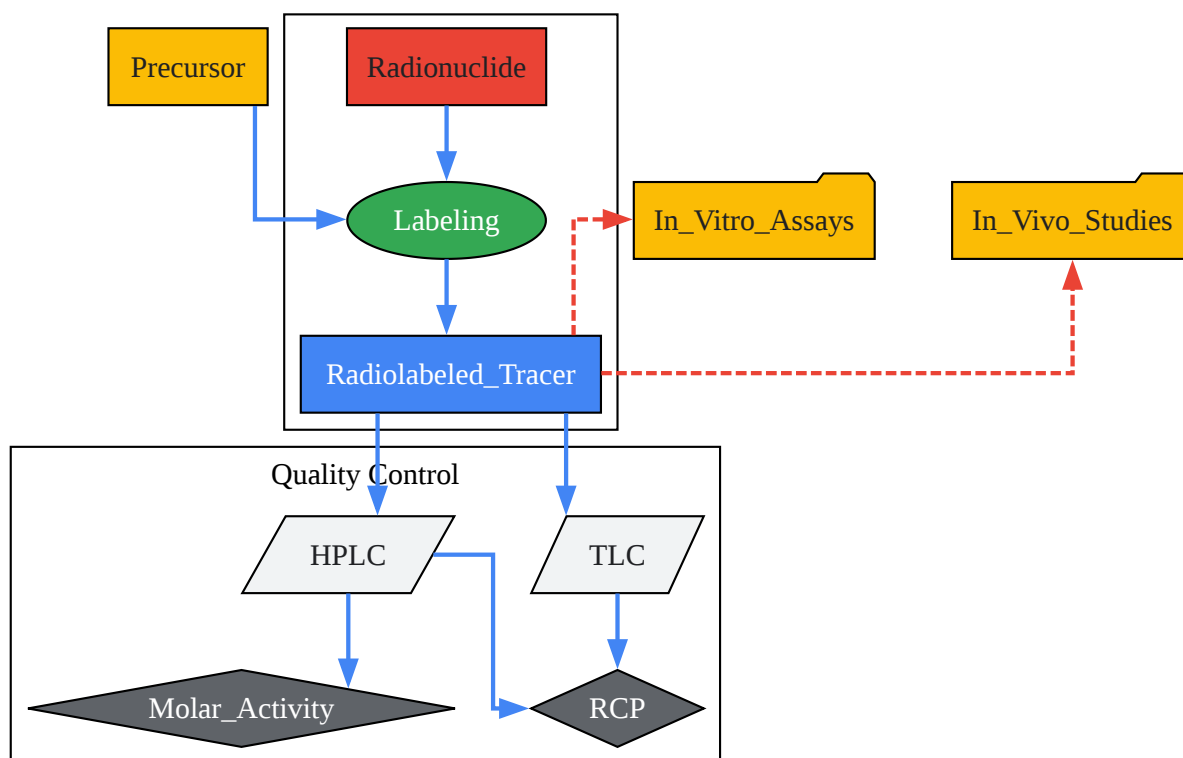 Precursor
Radionuclide
Labeling
In_Vitro_Assays
In_Vivo_Studies
Radiolabeled_Tracer
Quality Control
HPLC
TLC
Molar_Activity
RCP